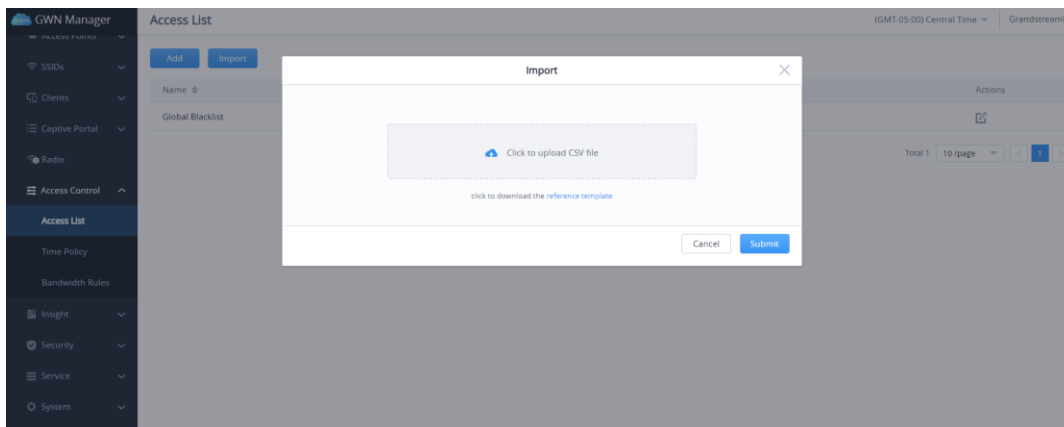 GWN Manager
Access List
(GMT-05:00) Central Time
Access Points
SSIDs
Clients
Captive Portal
Radio
Access Control
Access List
Time Policy
Bandwidth Rules
Insight
Security
Service
System
Add
Import
Name
Actions
Global Blacklist
Total 1
10 /page
1
Import
Click to upload CSV file
click to download the reference template
Cancel
Submit